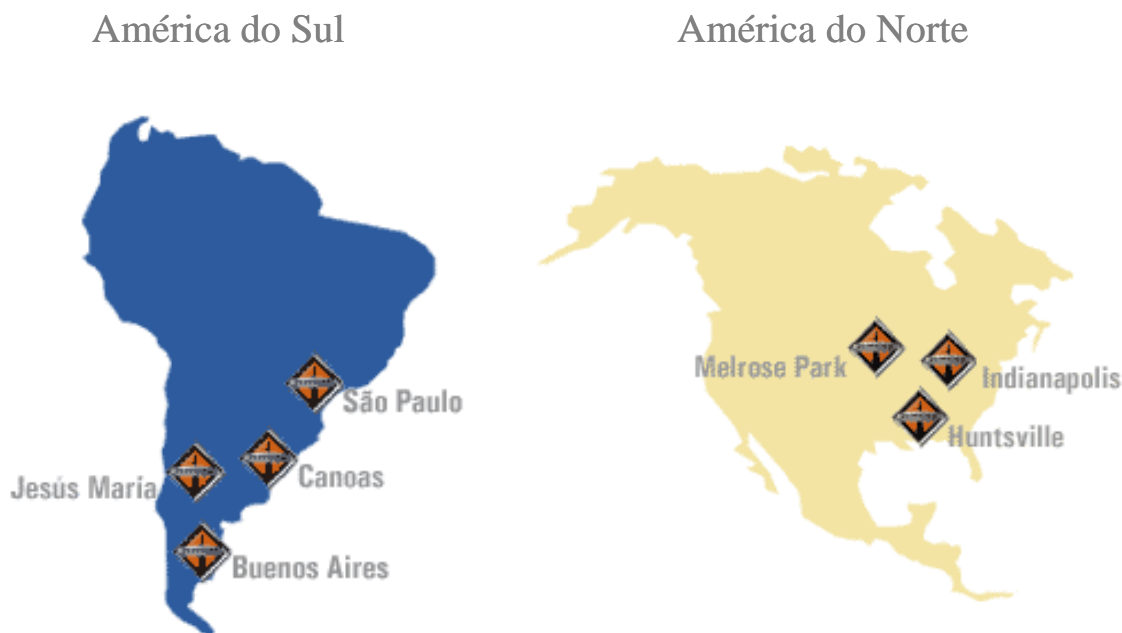 América do Sul
América do Norte
São Paulo
Canoas
Jesús María
Buenos Aires
Melrose Park
Indianapolis
Huntsville